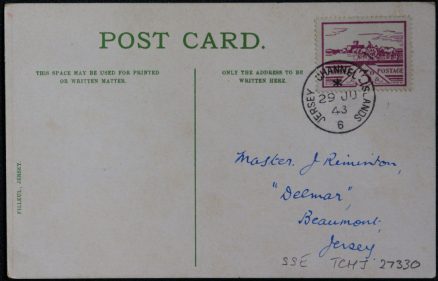 POST CARD.
THIS SPACE MAY BE USED FOR PRINTED
OR WRITTEN MATTER.
ONLY THE ADDRESS TO BE
WRITTEN HERE.
POSTAGE
JERSEY CHANNEL ISLANDS
29 JU
43
6
Master J Riminton,
"Delmar",
Beaumont,
Jersey
SSE TCHJ 27330
FILLEUL, JERSEY.